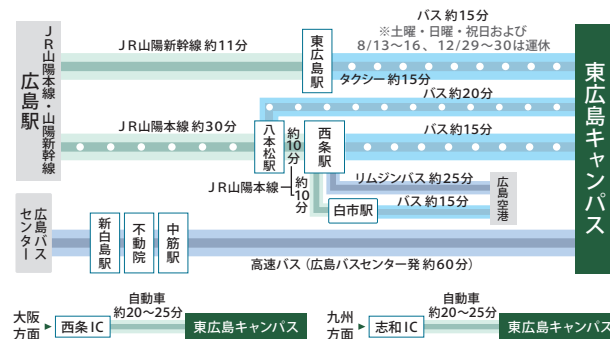 広島駅
JR山陽本線・山陽新幹線
JR山陽新幹線 約11分
東広島駅
バス 約15分
※土曜・日曜・祝日および
8/13~16、12/29~30は運休
タクシー 約15分
バス 約20分
JR山陽本線 約30分
八本松駅
約10分
西条駅
バス 約15分
JR山陽本線
約10分
リムジンバス 約25分
白市駅
バス 約15分
広島空港
東広島キャンパス
広島バス
センター
新白島駅
不動院
中筋駅
高速バス(広島バスセンター発 約60分)
大阪
方面
西条IC
自動車
約20~25分
東広島キャンパス
九州
方面
志和IC
自動車
約20~25分
東広島キャンパス